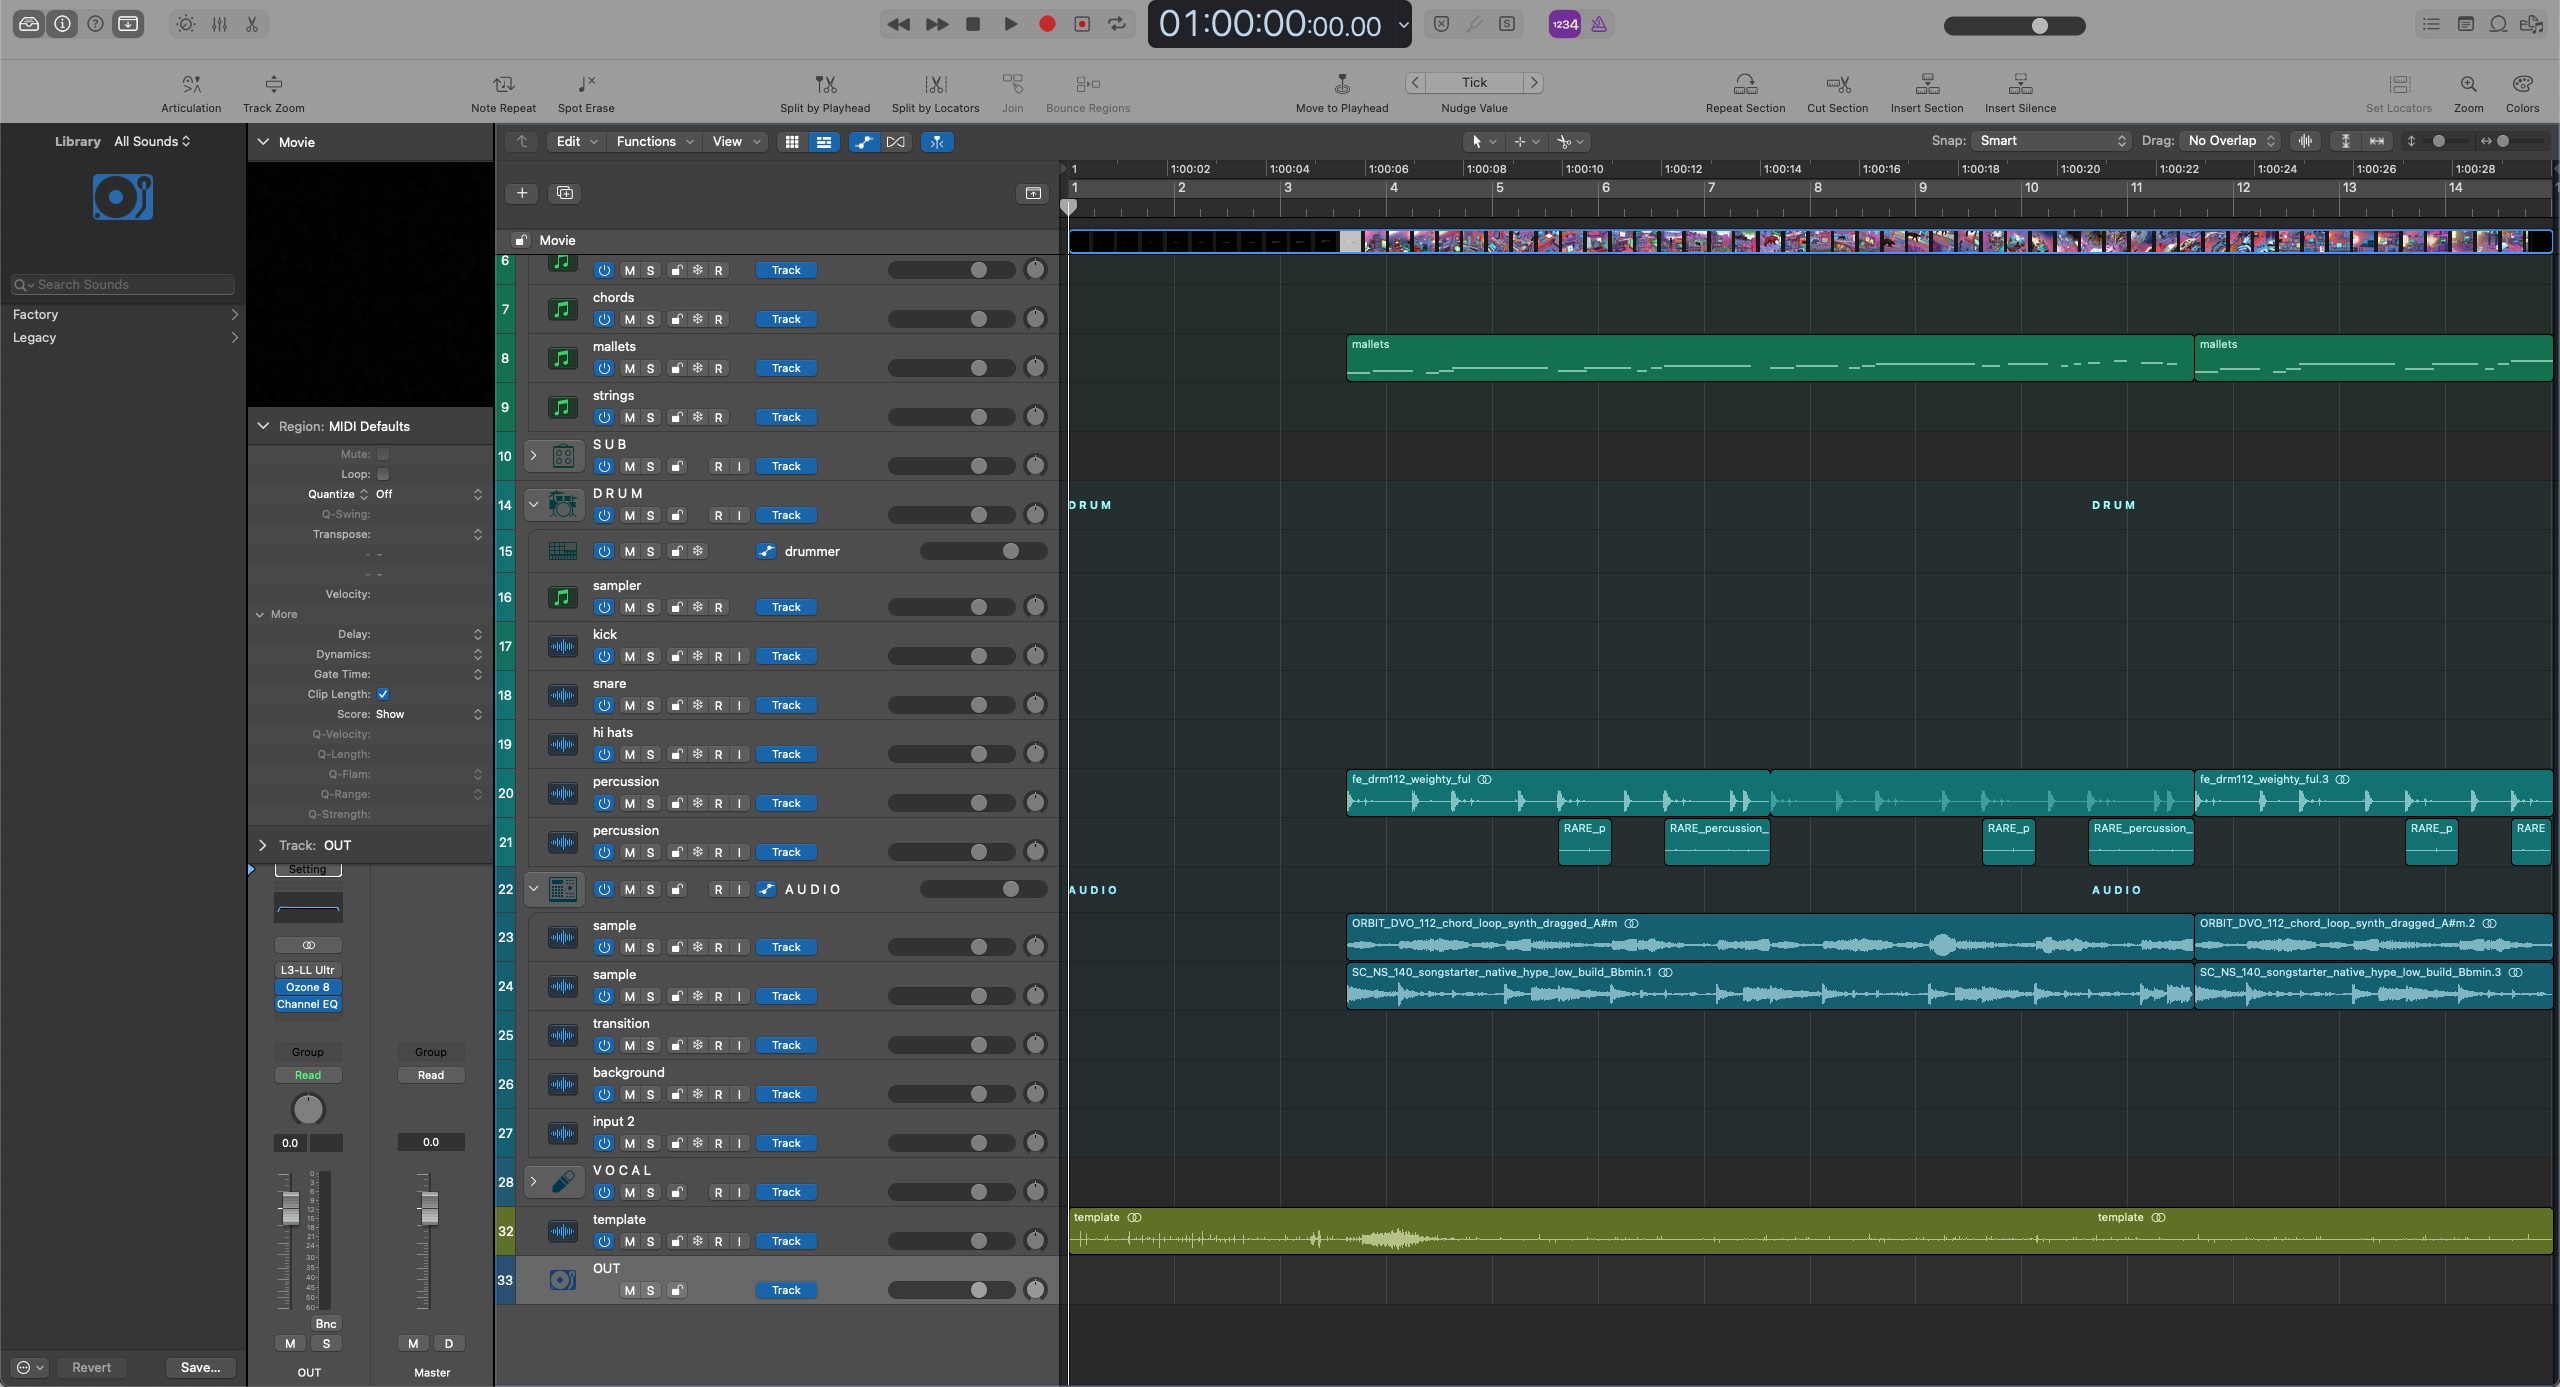 01:00:00:00.00
1234
Articulation
Track Zoom
Note Repeat
Spot Erase
Split by Playhead
Split by Locators
Join
Bounce Regions
Move to Playhead
Tick
Nudge Value
Repeat Section
Cut Section
Insert Section
Insert Silence
Set Locators
Zoom
Colors
Library All Sounds
Search Sounds
Factory
Legacy
Revert
Save...
Movie
Region: MIDI Defaults
Mute:
Loop:
Quantize Off
Q-Swing:
Transpose:
- -
- -
Velocity:
More
Delay:
Dynamics:
Gate Time:
Clip Length:
Score: Show
Q-Velocity:
Q-Length:
Q-Flam:
Q-Range:
Q-Strength:
Track: OUT
Setting
L3-LL Ultr
Ozone 8
Channel EQ
Group Group
Read Read
0.0 0.0
Bnc
M S M D
OUT Master
Edit Functions View
Snap: Smart Drag: No Overlap
1 1:00:02 1:00:04 1:00:06 1:00:08 1:00:10 1:00:12 1:00:14 1:00:16 1:00:18 1:00:20 1:00:22 1:00:24 1:00:26 1:00:28
1 2 3 4 5 6 7 8 9 10 11 12 13 14
Movie
6 M S R Track
7 chords
M S R Track
8 mallets
M S R Track
mallets mallets
9 strings
M S R Track
10 SUB
M S R I Track
14 DRUM
M S R I Track
DRUM DRUM
15 M S drummer
16 sampler
M S R Track
17 kick
M S R I Track
18 snare
M S R I Track
19 hi hats
M S R I Track
20 percussion
M S R I Track
fe_drm112_weighty_ful fe_drm112_weighty_ful.3
21 percussion
M S R I Track
RARE_p RARE_percussion_ RARE_p RARE_percussion_ RARE_p RARE
22 M S R I AUDIO
AUDIO AUDIO
23 sample
M S R I Track
ORBIT_DVO_112_chord_loop_synth_dragged_A#m ORBIT_DVO_112_chord_loop_synth_dragged_A#m.2
24 sample
M S R I Track
SC_NS_140_songstarter_native_hype_low_build_Bbmin.1 SC_NS_140_songstarter_native_hype_low_build_Bbmin.3
25 transition
M S R I Track
26 background
M S R I Track
27 input 2
M S R I Track
28 VOCAL
M S R I Track
32 template
M S R I Track
template template
33 OUT
M S Track